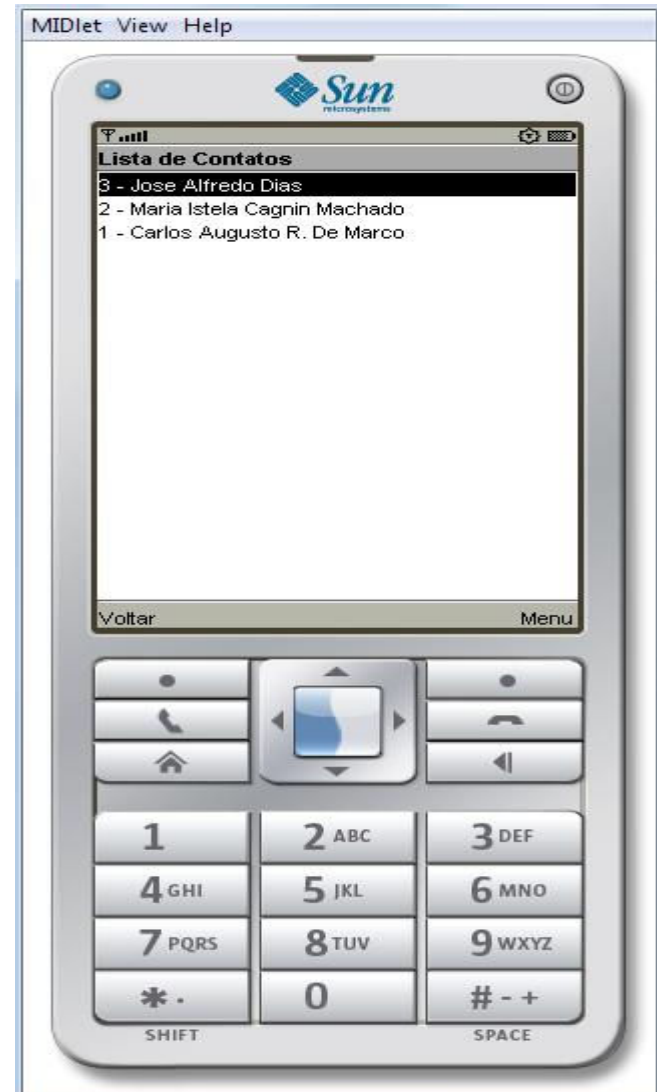 MIDlet View Help
Sun
microsystems
Lista de Contatos
3 - Jose Alfredo Dias
2 - Maria Istela Cagnin Machado
1 - Carlos Augusto R. De Marco
Voltar Menu
1 2 ABC 3 DEF
4 GHI 5 JKL 6 MNO
7 PQRS 8 TUV 9 WXYZ
* . 0 # - +
SHIFT SPACE